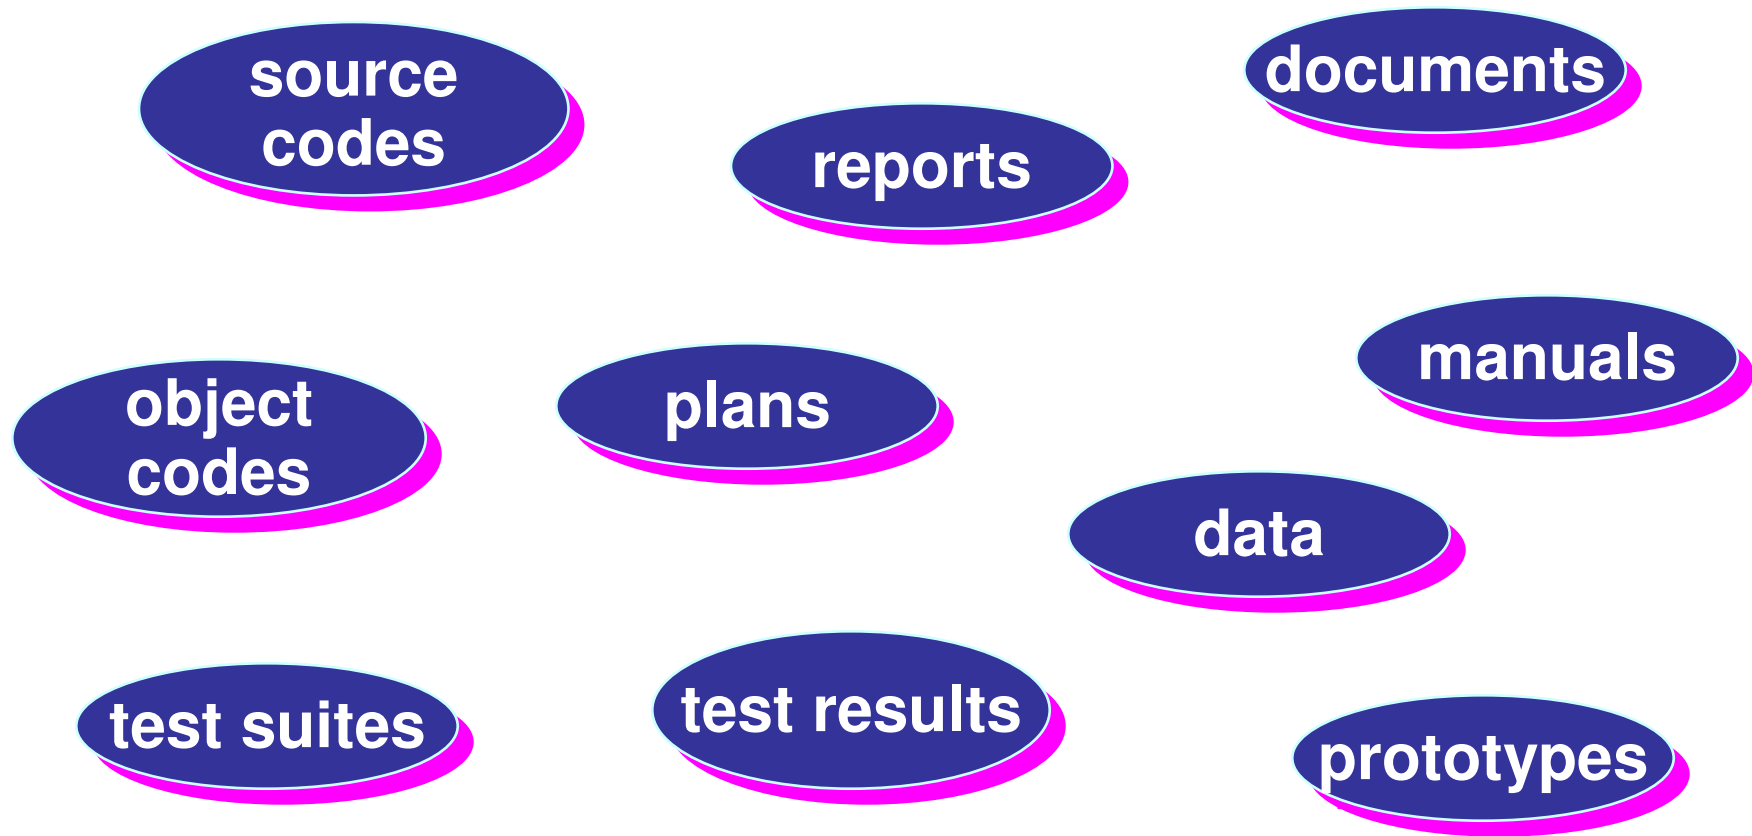 source
codes
documents
reports
manuals
object
codes
plans
data
test suites
test results
prototypes